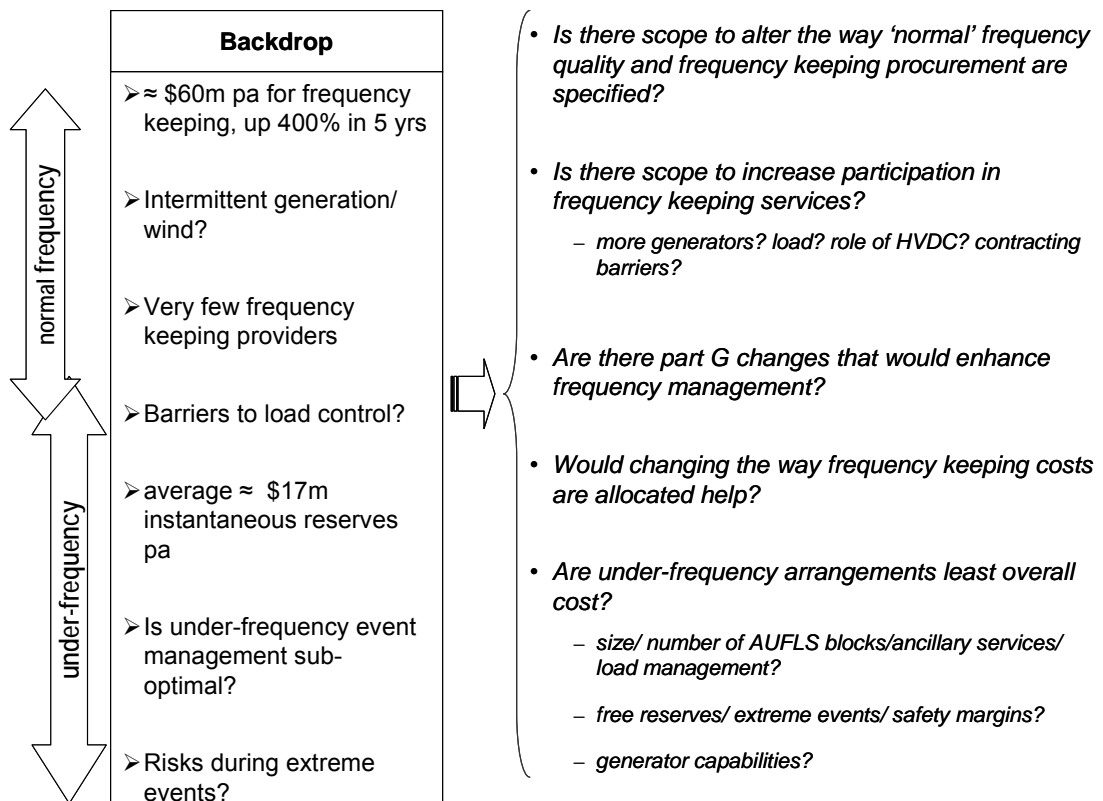 Backdrop
➢≈ $60m pa for frequency
keeping, up 400% in 5 yrs
➢Intermittent generation/
wind?
➢Very few frequency
keeping providers
➢Barriers to load control?
➢average ≈ $17m
instantaneous reserves
pa
➢Is under-frequency event
management sub-
optimal?
➢Risks during extreme
events?
normal frequency
under-frequency
• Is there scope to alter the way ‘normal’ frequency
quality and frequency keeping procurement are
specified?
• Is there scope to increase participation in
frequency keeping services?
– more generators? load? role of HVDC? contracting
barriers?
• Are there part G changes that would enhance
frequency management?
• Would changing the way frequency keeping costs
are allocated help?
• Are under-frequency arrangements least overall
cost?
– size/ number of AUFLS blocks/ancillary services/
load management?
– free reserves/ extreme events/ safety margins?
– generator capabilities?